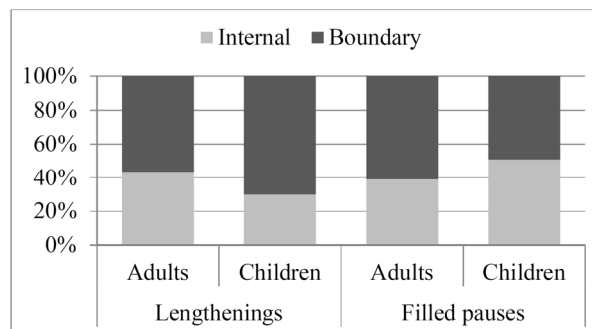 Internal Boundary
100%
80%
60%
40%
20%
0%
Adults Children Adults Children
Lengthenings Filled pauses